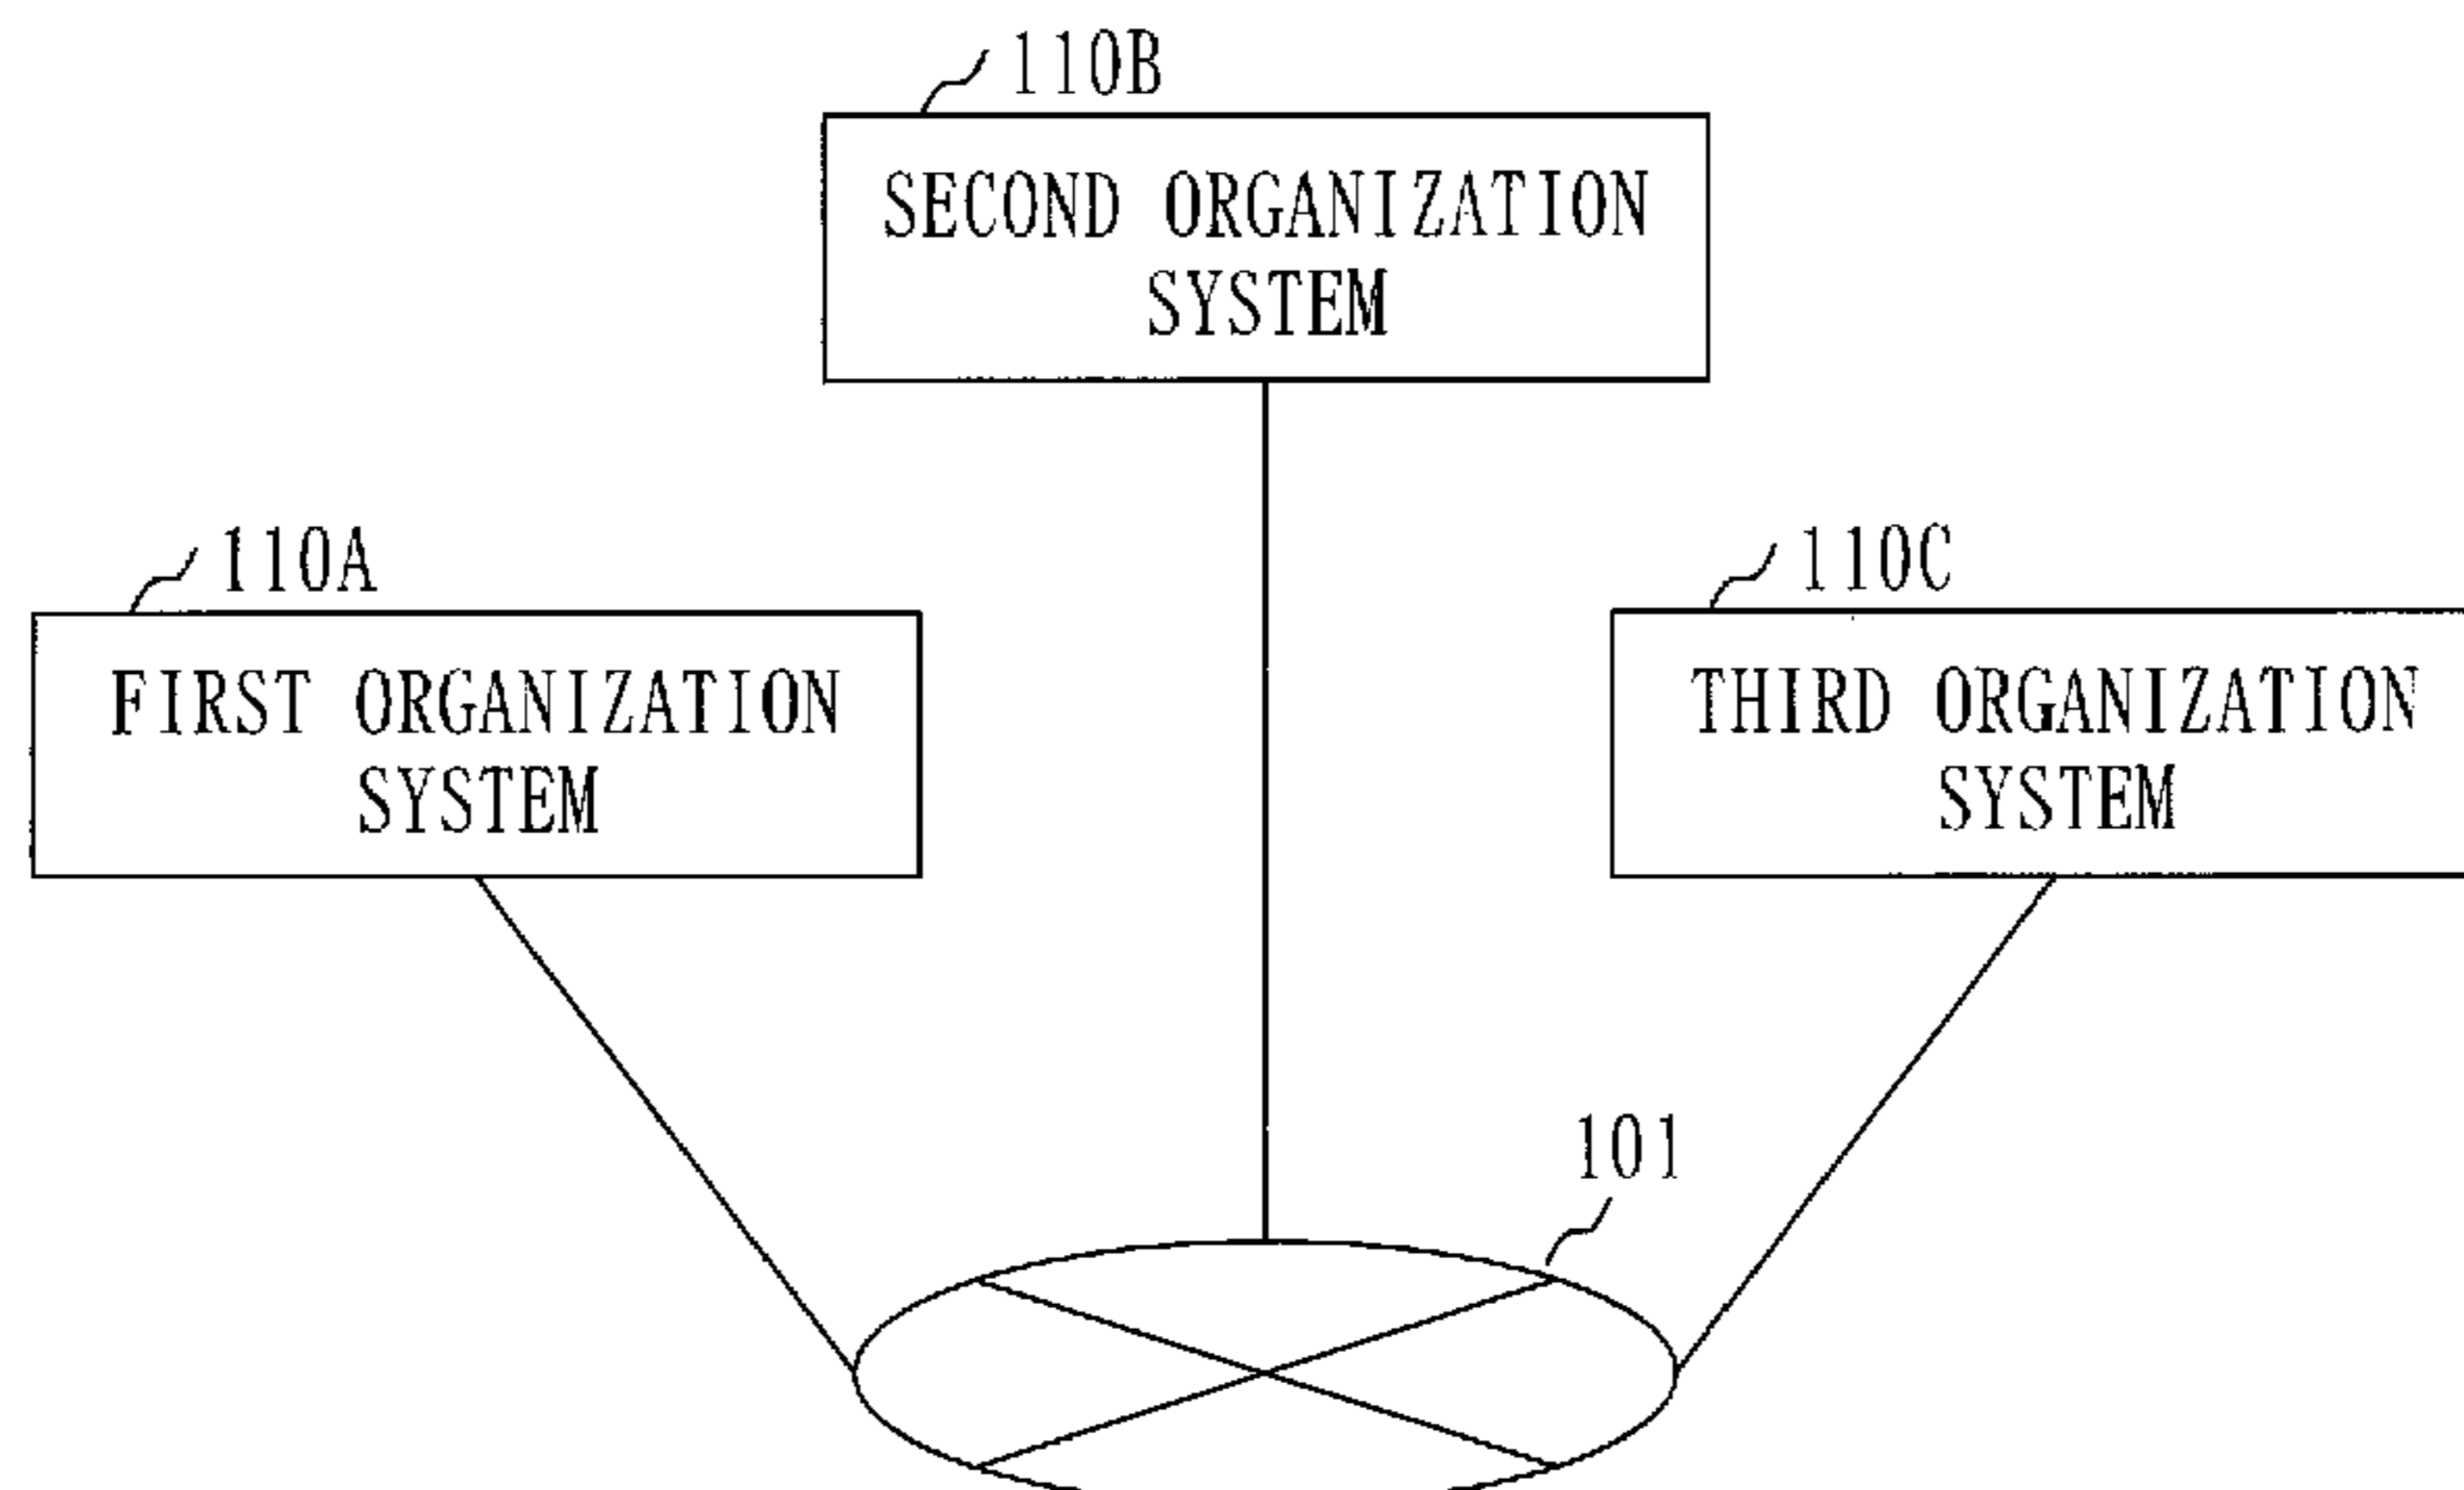 110B
SECOND ORGANIZATION
SYSTEM
110A
FIRST ORGANIZATION
SYSTEM
110C
THIRD ORGANIZATION
SYSTEM
101